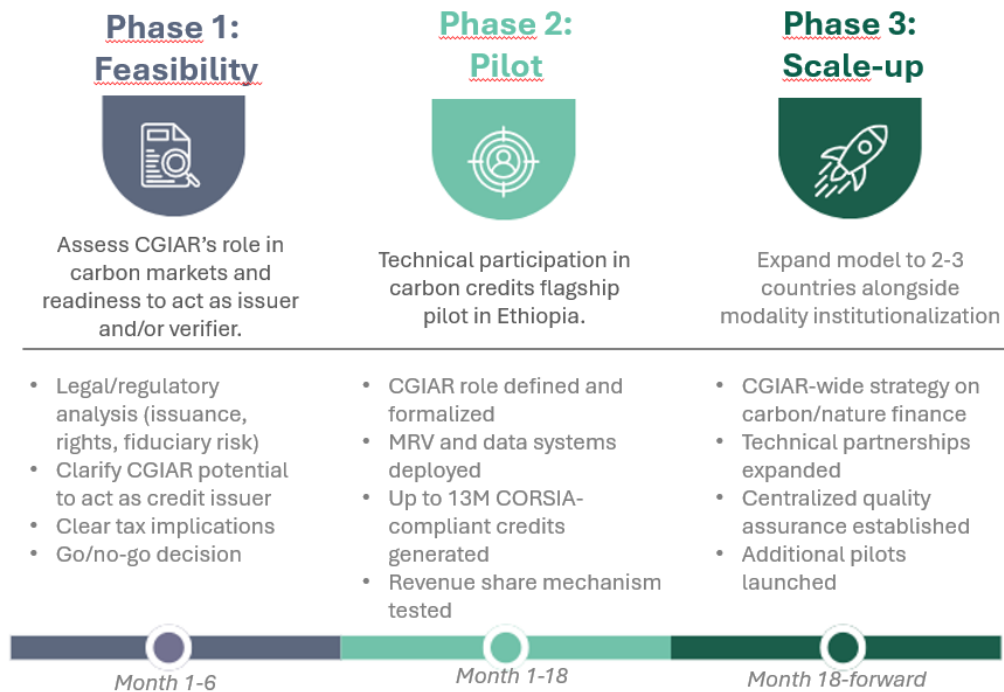 Phase 1:
Feasibility
Assess CGIAR's role in
carbon markets and
readiness to act as issuer
and/or verifier.
• Legal/regulatory
analysis (issuance,
rights, fiduciary risk)
• Clarify CGIAR potential
to act as credit issuer
• Clear tax implications
• Go/no-go decision
Month 1-6
Phase 2:
Pilot
Technical participation in
carbon credits flagship
pilot in Ethiopia.
• CGIAR role defined and
formalized
• MRV and data systems
deployed
• Up to 13M CORSIA-
compliant credits
generated
• Revenue share mechanism
tested
Month 1-18
Phase 3:
Scale-up
Expand model to 2-3
countries alongside
modality institutionalization
• CGIAR-wide strategy on
carbon/nature finance
• Technical partnerships
expanded
• Centralized quality
assurance established
• Additional pilots
launched
Month 18-forward